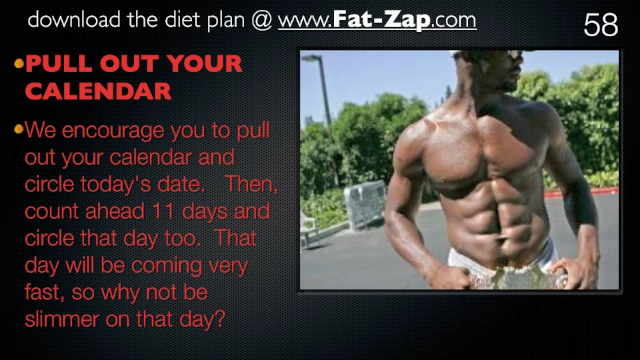 download the diet plan @ www.Fat-Zap.com
58
PULL OUT YOUR
CALENDAR
We encourage you to pull
out your calendar and
circle today's date. Then,
count ahead 11 days and
circle that day too. That
day will be coming very
fast, so why not be
slimmer on that day?